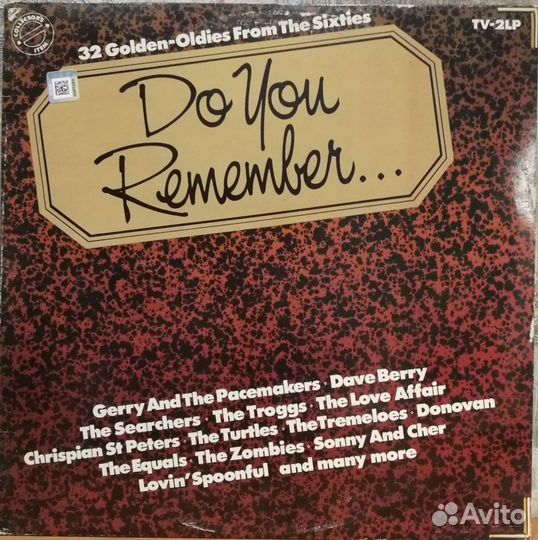 COLLECTOR'S ITEM
32 Golden-Oldies From The Sixties
TV-2LP
Do You
Remember...
Gerry And The Pacemakers · Dave Berry
The Searchers · The Troggs · The Love Affair
Chrispian St Peters · The Turtles · The Tremeloes · Donovan
The Equals · The Zombies · Sonny And Cher
Lovin' Spoonful and many more
Avito